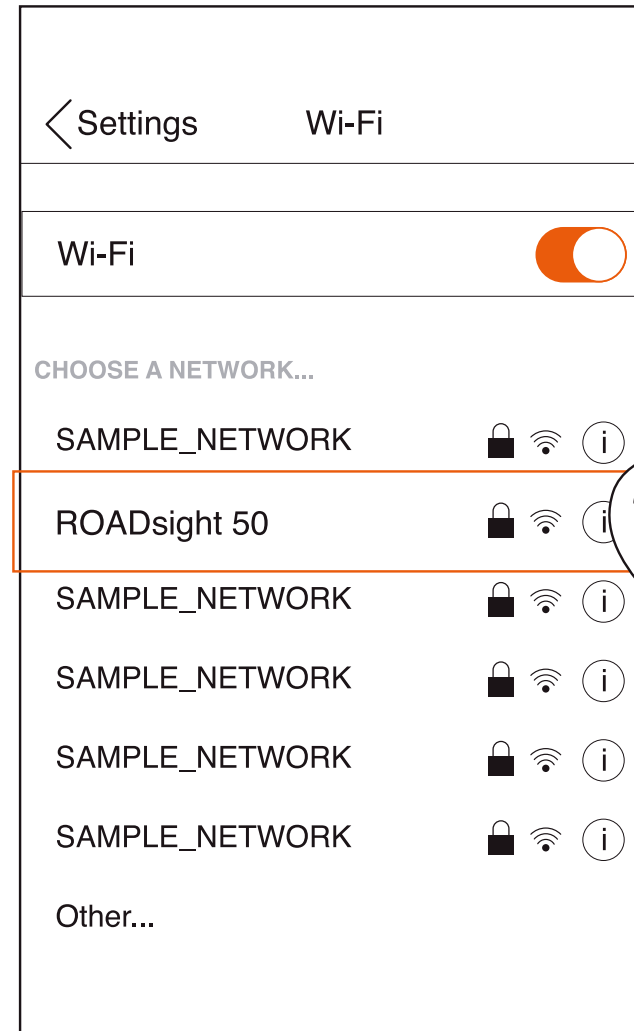 Settings Wi-Fi
Wi-Fi
CHOOSE A NETWORK...
SAMPLE_NETWORK i
ROADsight 50 i
SAMPLE_NETWORK i
SAMPLE_NETWORK i
SAMPLE_NETWORK i
SAMPLE_NETWORK i
Other...